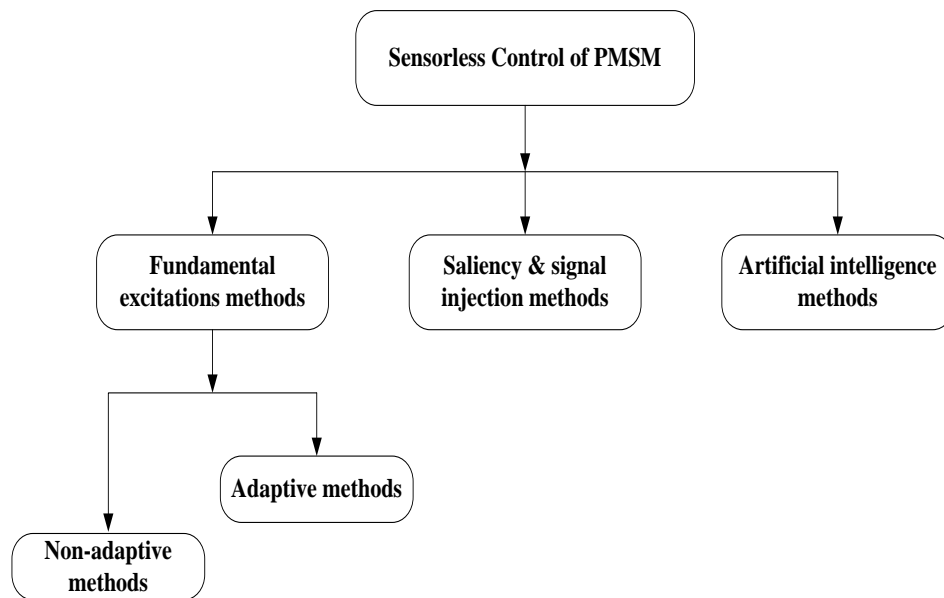 Sensorless Control of PMSM
Fundamental
excitations methods
Saliency & signal
injection methods
Artificial intelligence
methods
Adaptive methods
Non-adaptive
methods